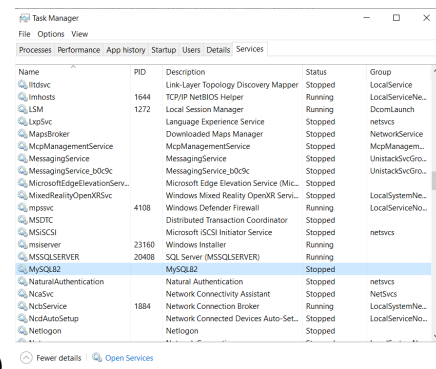 Task Manager
File Options View
Processes Performance App history Startup Users Details Services
Name PID Description Status Group
lltdsvc Link-Layer Topology Discovery Mapper Stopped LocalService
lmhosts 1644 TCP/IP NetBIOS Helper Running LocalServiceNe...
LSM 1272 Local Session Manager Running DcomLaunch
LxpSvc Language Experience Service Stopped netsvcs
MapsBroker Downloaded Maps Manager Stopped NetworkService
McpManagementService McpManagementService Stopped McpManagem...
MessagingService MessagingService Stopped UnistackSvcGro...
MessagingService_b0c9c MessagingService_b0c9c Stopped UnistackSvcGro...
MicrosoftEdgeElevationServ... Microsoft Edge Elevation Service (Mic... Stopped
MixedRealityOpenXRSvc Windows Mixed Reality OpenXR Servi... Stopped LocalSystemNe...
mpssvc 4108 Windows Defender Firewall Running LocalServiceNo...
MSDTC Distributed Transaction Coordinator Stopped
MSiSCSI Microsoft iSCSI Initiator Service Stopped netsvcs
msiserver 23160 Windows Installer Running
MSSQLSERVER 20408 SQL Server (MSSQLSERVER) Running
MySQL82 MySQL82 Stopped
NaturalAuthentication Natural Authentication Stopped netsvcs
NcaSvc Network Connectivity Assistant Stopped NetSvcs
NcbService 1884 Network Connection Broker Running LocalSystemNe...
NcdAutoSetup Network Connected Devices Auto-Set... Stopped LocalServiceNo...
Netlogon Netlogon Stopped
Fewer details Open Services